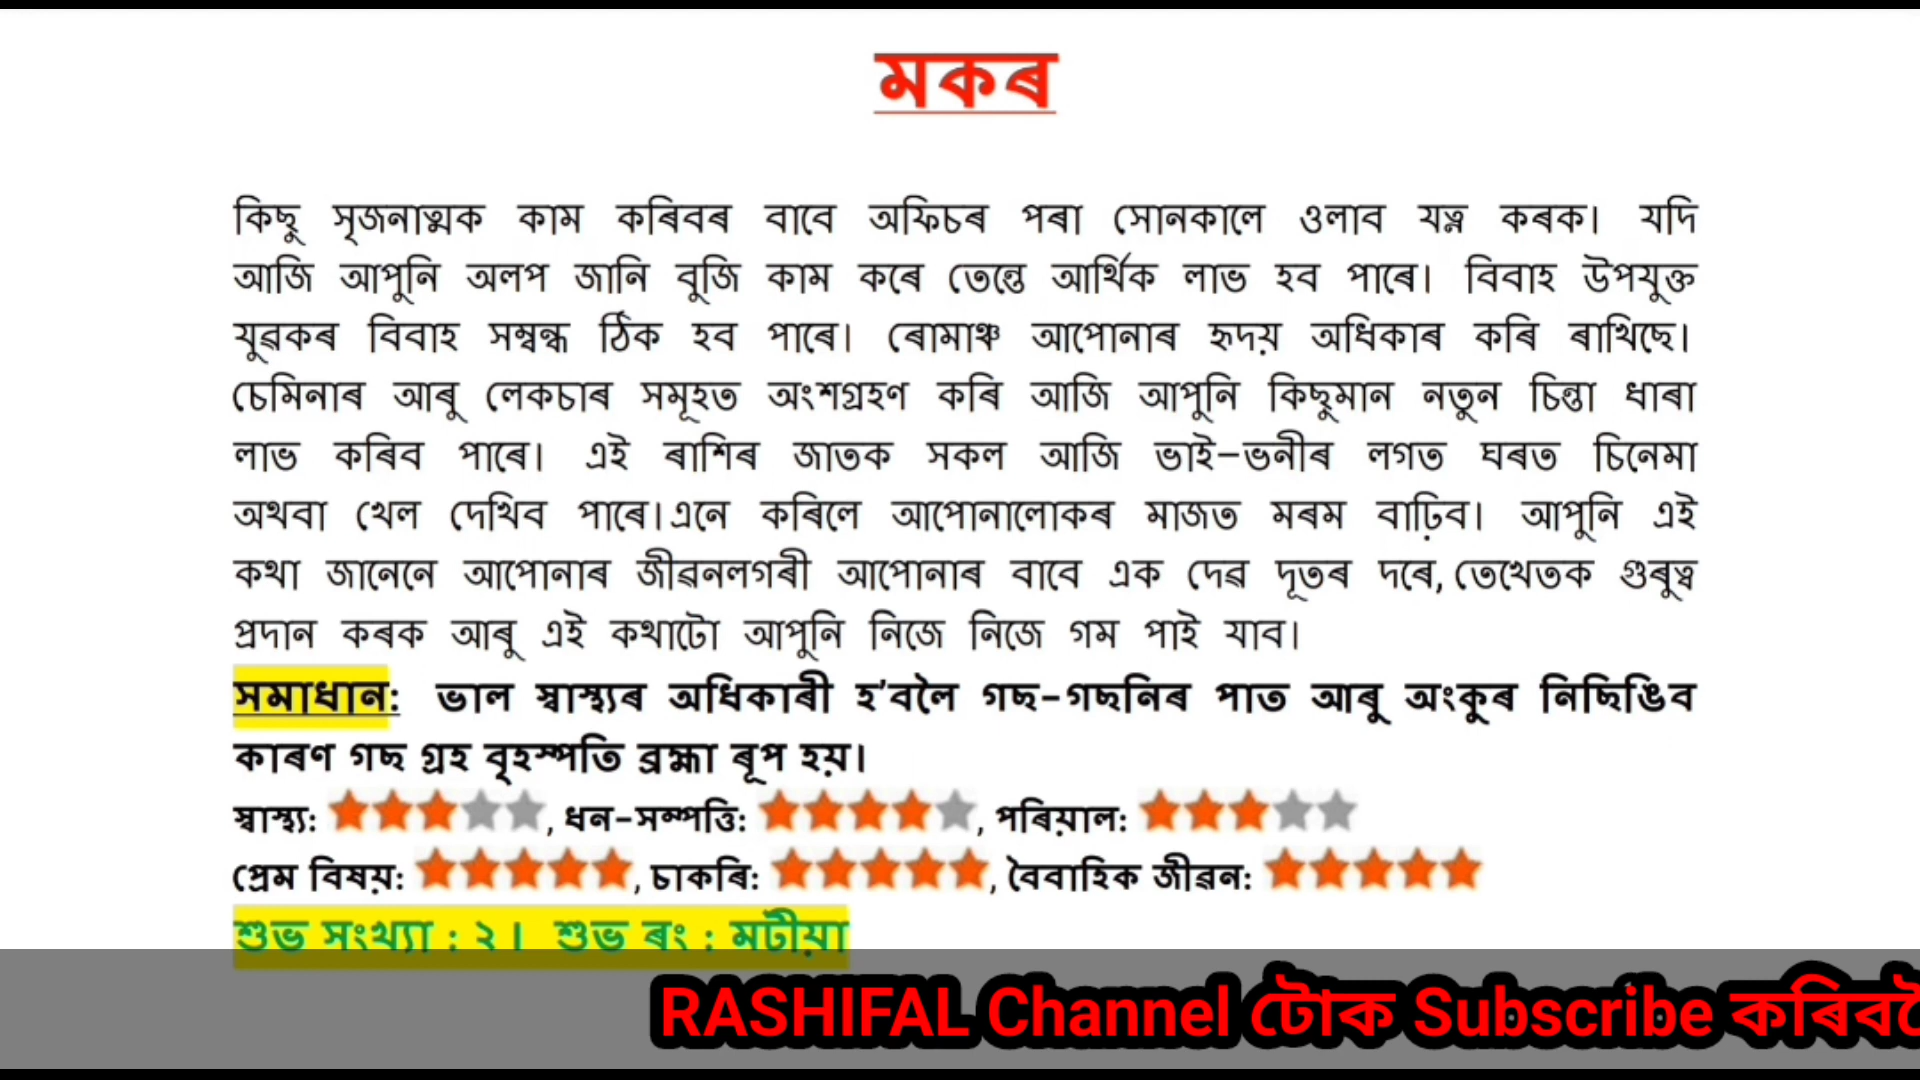 মকৰ
কিছু সৃজনাত্মক কাম কৰিবৰ বাবে অফিচৰ পৰা সোনকালে ওলাব যত্ন কৰক। যদি
আজি আপুনি অলপ জানি বুজি কাম কৰে তেন্তে আৰ্থিক লাভ হব পাৰে। বিবাহ উপযুক্ত
যুৱকৰ বিবাহ সম্বন্ধ ঠিক হব পাৰে। ৰোমাঞ্চ আপোনাৰ হৃদয় অধিকাৰ কৰি ৰাখিছে।
চেমিনাৰ আৰু লেকচাৰ সমূহত অংশগ্ৰহণ কৰি আজি আপুনি কিছুমান নতুন চিন্তা ধাৰা
লাভ কৰিব পাৰে। এই ৰাশিৰ জাতক সকল আজি ভাই–ভনীৰ লগত ঘৰত চিনেমা
অথবা খেল দেখিব পাৰে।এনে কৰিলে আপোনালোকৰ মাজত মৰম বাঢ়িব। আপুনি এই
কথা জানেনে আপোনাৰ জীৱনলগৰী আপোনাৰ বাবে এক দেৱ দূতৰ দৰে, তেখেতক গুৰুত্ব
প্ৰদান কৰক আৰু এই কথাটো আপুনি নিজে নিজে গম পাই যাব।
সমাধান: ভাল স্বাস্থ্যৰ অধিকাৰী হ'বলৈ গছ–গছনিৰ পাত আৰু অংকুৰ নিছিঙিব
কাৰণ গছ গ্ৰহ বৃহস্পতি ব্ৰহ্মা ৰূপ হয়।
স্বাস্থ্য: ★★★★★, ধন–সম্পত্তি: ★★★★★, পৰিয়াল: ★★★★★
প্ৰেম বিষয়: ★★★★★, চাকৰি: ★★★★★, বৈবাহিক জীৱন: ★★★★★
শুভ সংখ্যা : ২। শুভ ৰং : মটীয়া
RASHIFAL Channel টোক Subscribe কৰিবলৈ